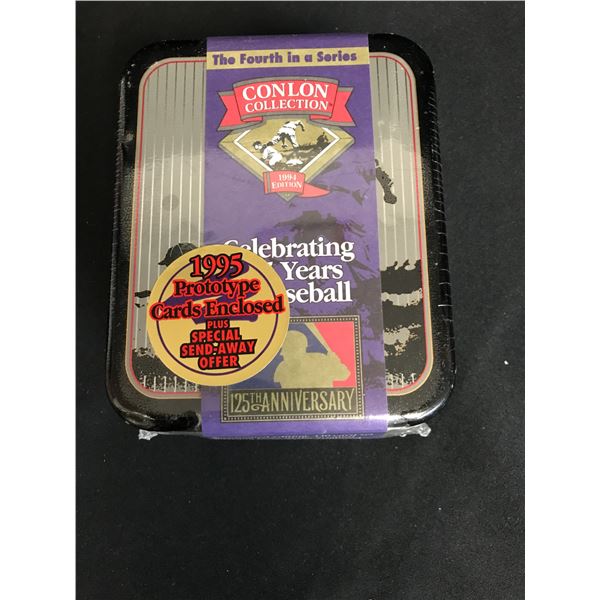 The Fourth in a Series
CONLON
COLLECTION
1994
EDITION
Celebrating
Years
1995
Prototype
Cards Enclosed
PLUS
SPECIAL
SEND-AWAY
OFFER
125TH ANNIVERSARY